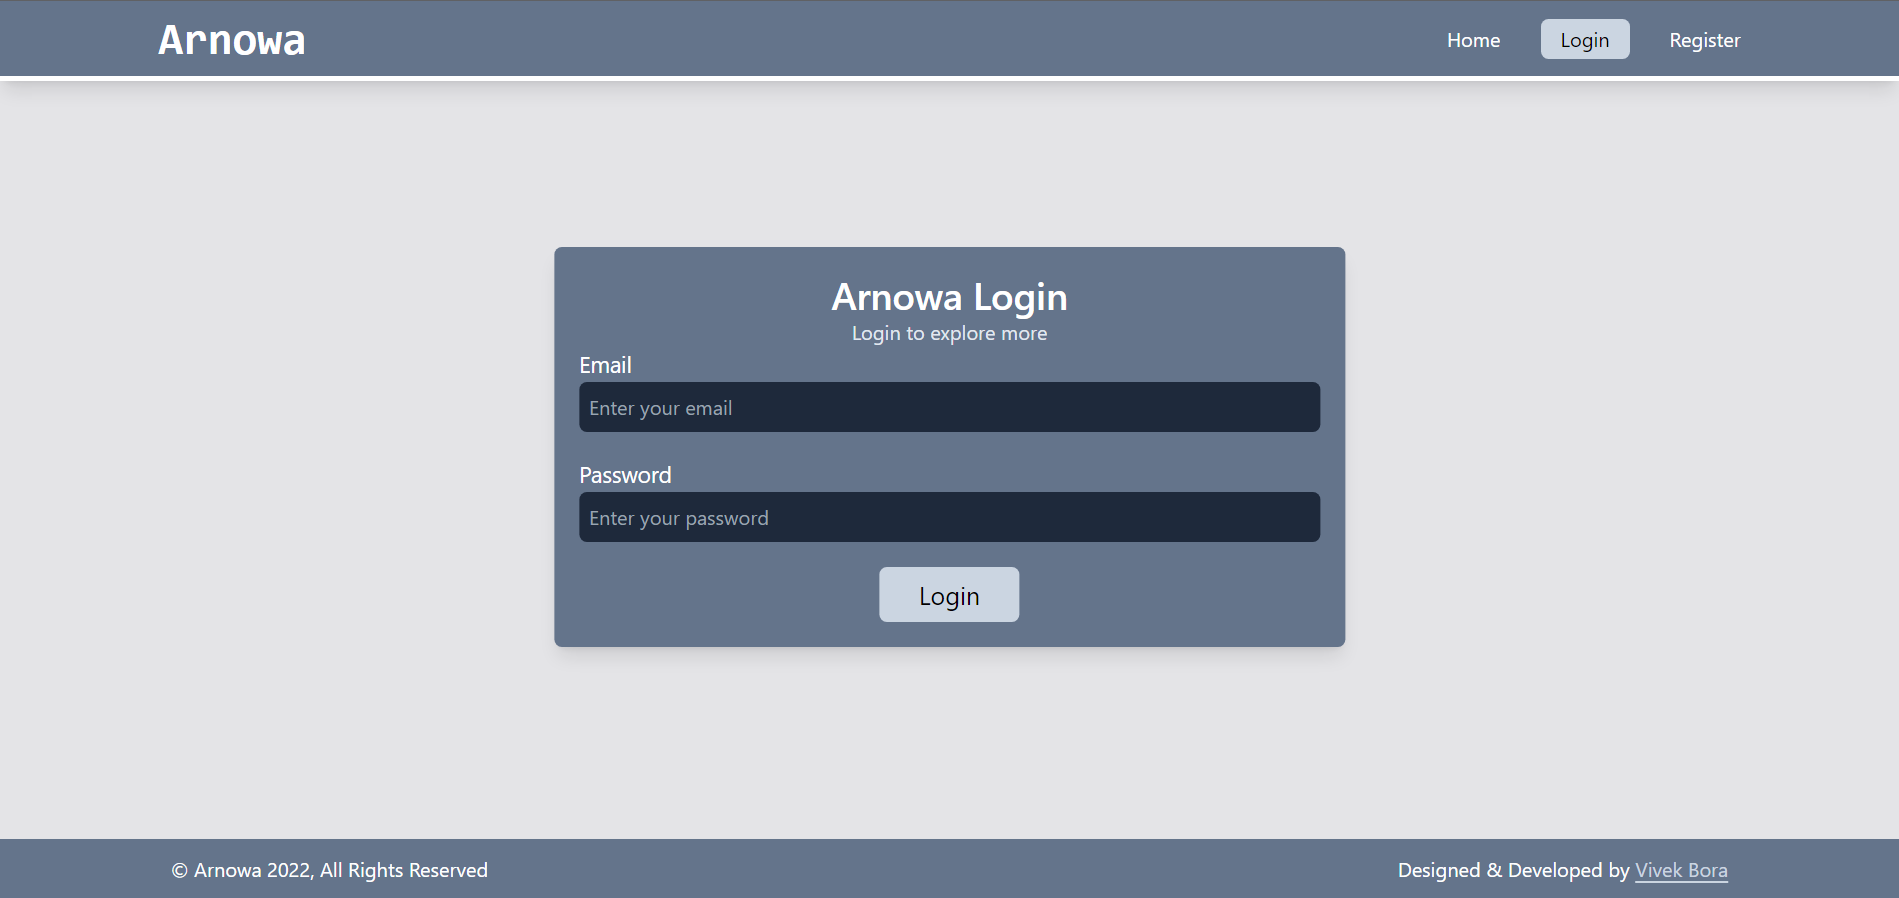 Arnowa
Home Login Register
Arnowa Login
Login to explore more
Email
Enter your email
Password
Enter your password
Login
© Arnowa 2022, All Rights Reserved
Designed & Developed by Vivek Bora